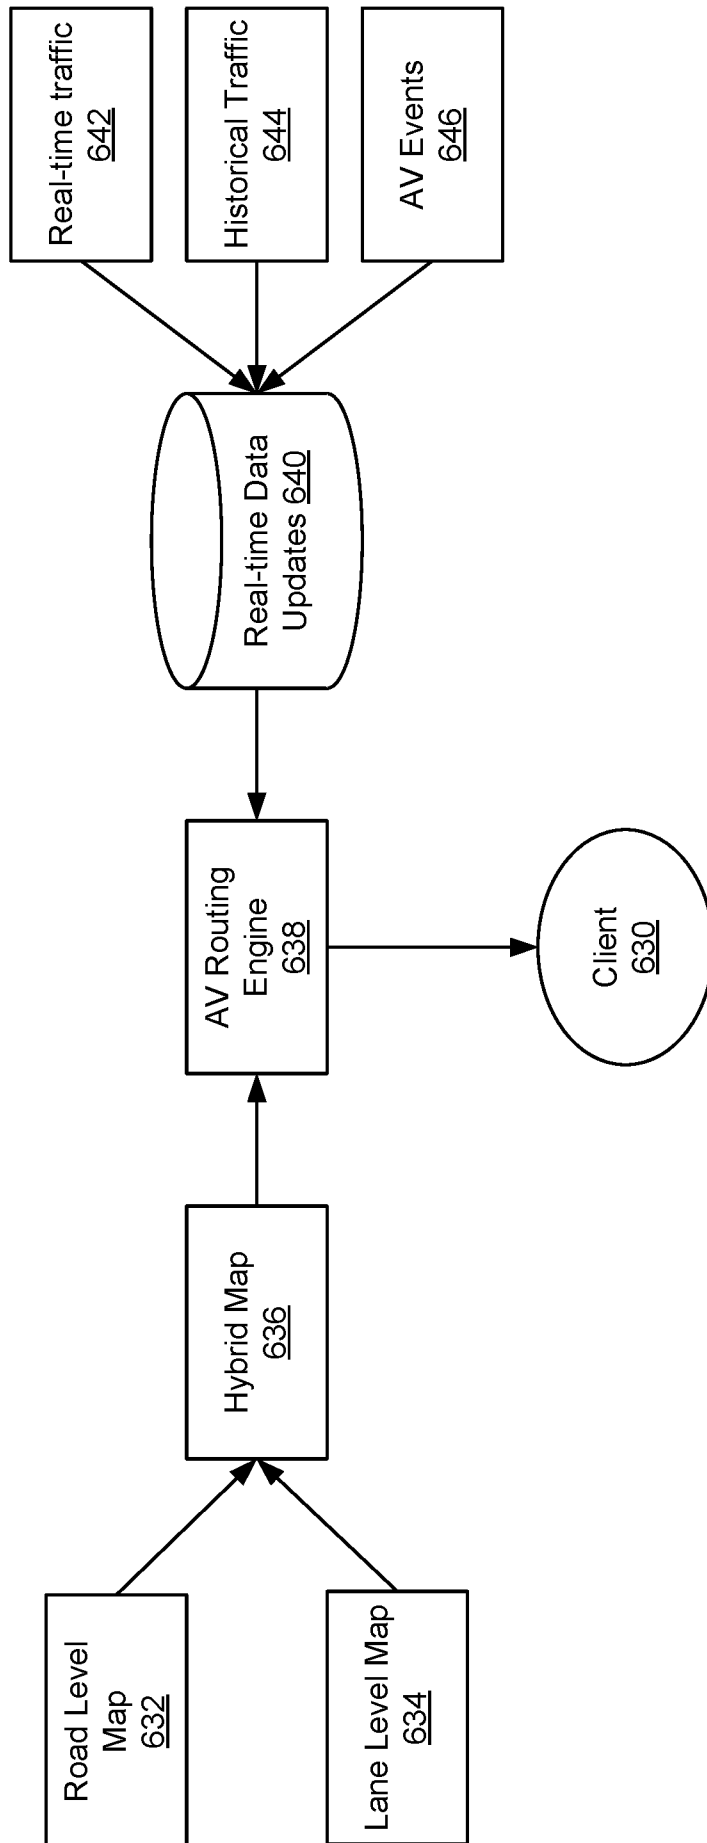 Road Level
Map
632
Lane Level Map
634
Hybrid Map
636
AV Routing
Engine
638
Client
630
Real-time Data
Updates 640
Real-time traffic
642
Historical Traffic
644
AV Events
646